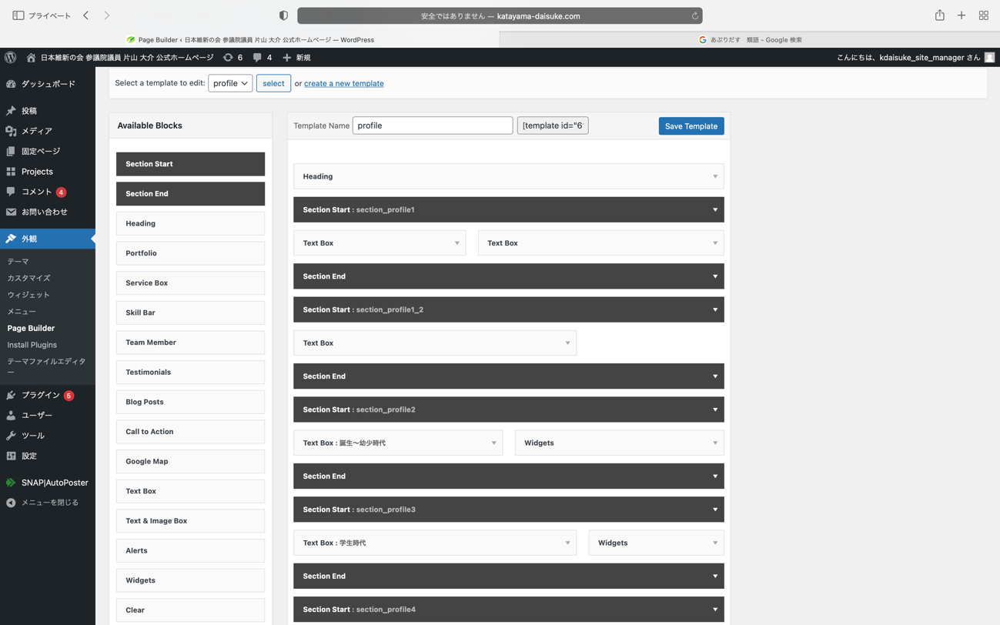 プライベート
安全ではありません — katayama-daisuke.com
Page Builder ‹ 日本維新の会 参議院議員 片山 大介 公式ホームページ — WordPress
あぶりだす 類語 - Google 検索
日本維新の会 参議院議員 片山 大介 公式ホームページ 6 4 新規
こんにちは、kdaisuke_site_manager さん
ダッシュボード
投稿
メディア
固定ページ
Projects
コメント 4
お問い合わせ
外観
テーマ
カスタマイズ
ウィジェット
メニュー
Page Builder
Install Plugins
テーマファイルエディタ
ー
プラグイン 5
ユーザー
ツール
設定
SNAP|AutoPoster
メニューを閉じる
Select a template to edit: profile select or create a new template
Available Blocks
Section Start
Section End
Heading
Portfolio
Service Box
Skill Bar
Team Member
Testimonials
Blog Posts
Call to Action
Google Map
Text Box
Text & Image Box
Alerts
Widgets
Clear
Template Name profile [template id="6 Save Template
Heading
Section Start : section_profile1
Text Box Text Box
Section End
Section Start : section_profile1_2
Text Box
Section End
Section Start : section_profile2
Text Box : 誕生〜幼少時代 Widgets
Section End
Section Start : section_profile3
Text Box : 学生時代 Widgets
Section End
Section Start : section_profile4